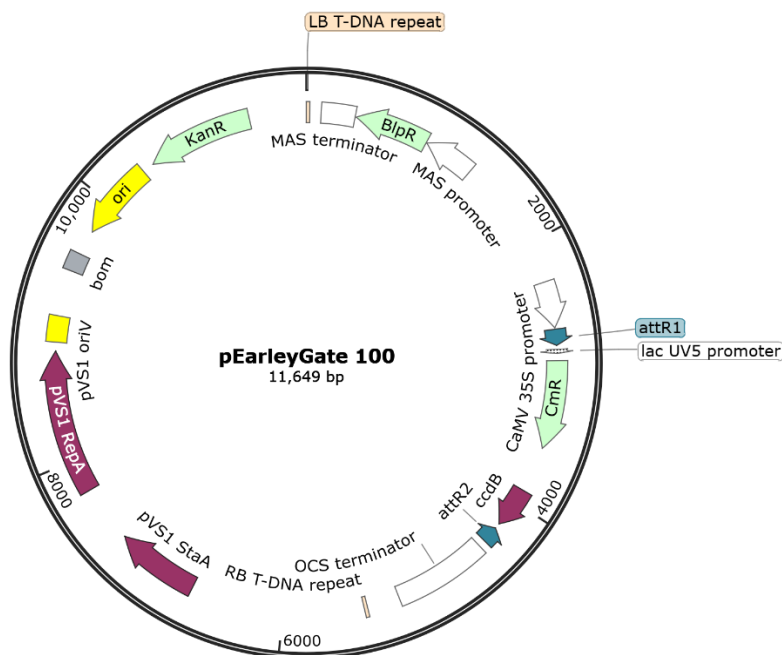 LB T-DNA repeat
KanR
MAS terminator
BlpR
MAS promoter
ori
10,000
2000
bom
CaMV 35S promoter
attR1
lac UV5 promoter
pVS1 oriV
pEarleyGate 100
11,649 bp
CmR
pVS1 RepA
8000
attR2
ccdB
4000
pVS1 StaA
OCS terminator
RB T-DNA repeat
6000